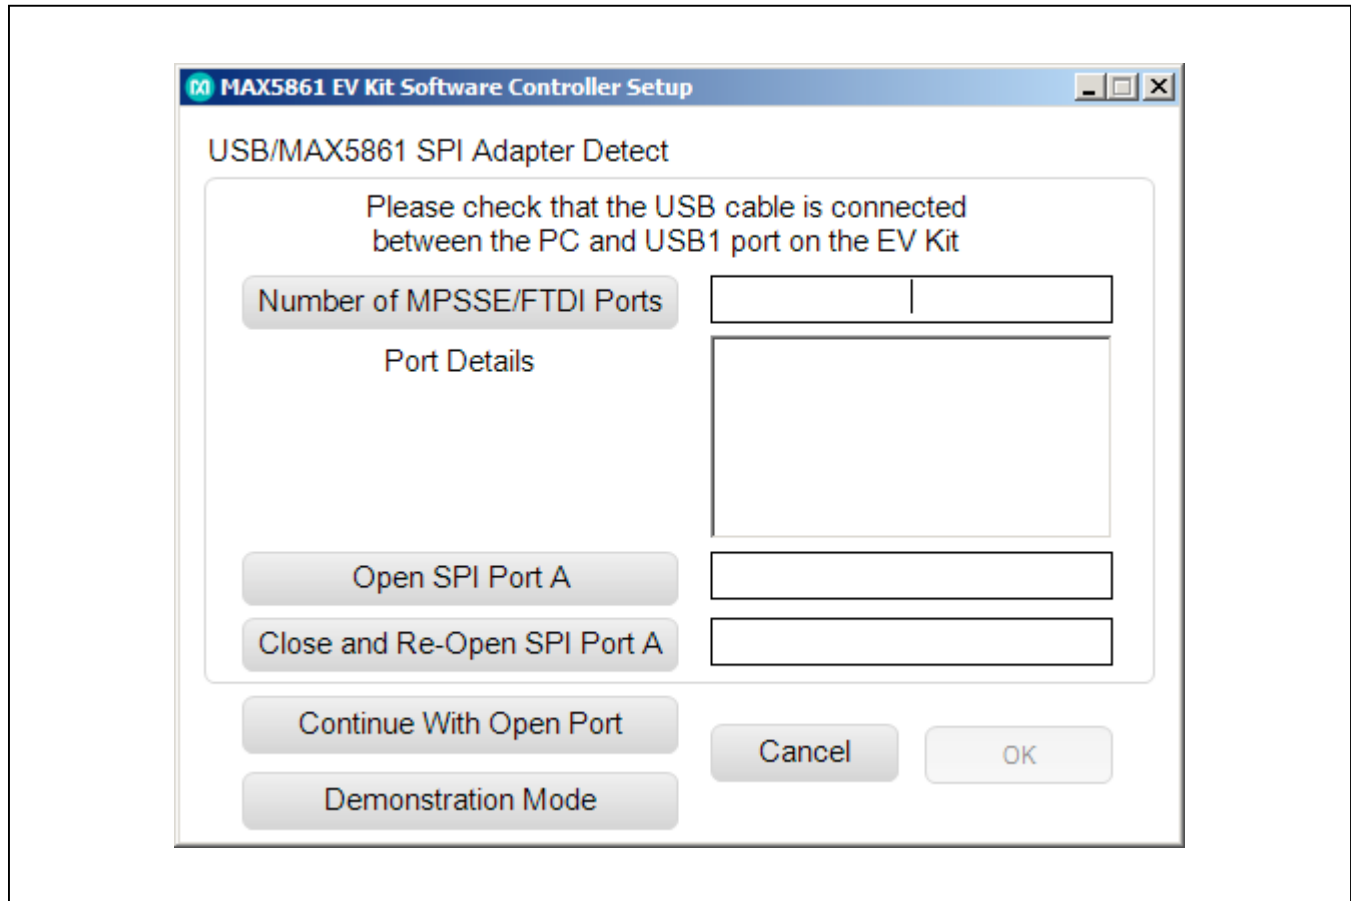 MAX5861 EV Kit Software Controller Setup
USB/MAX5861 SPI Adapter Detect
Please check that the USB cable is connected
between the PC and USB1 port on the EV Kit
Number of MPSSE/FTDI Ports
Port Details
Open SPI Port A
Close and Re-Open SPI Port A
Continue With Open Port
Cancel
OK
Demonstration Mode